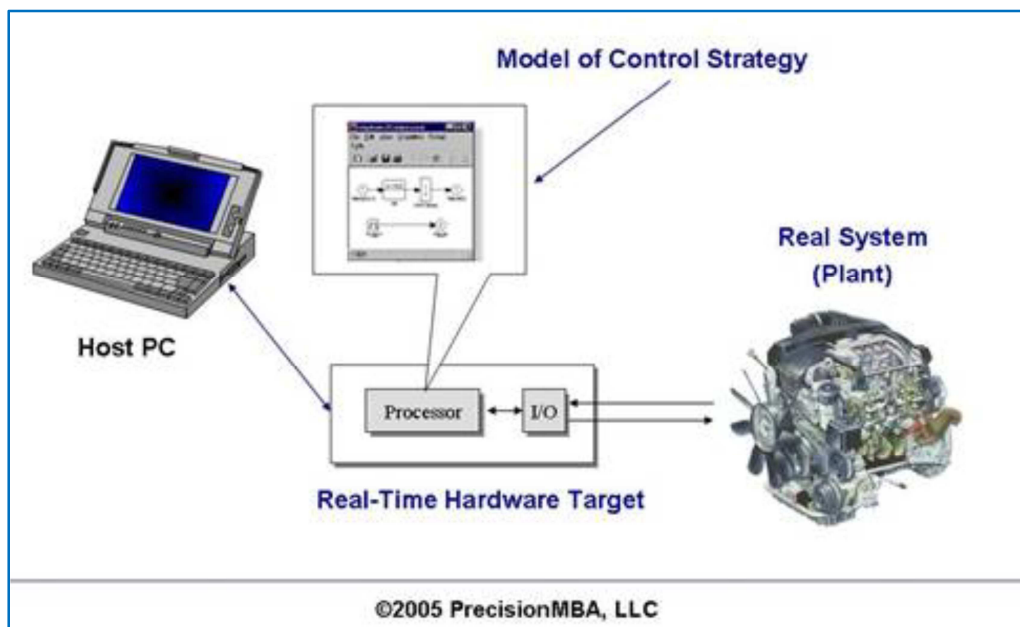 Model of Control Strategy
Real System
(Plant)
Host PC
Processor
I/O
Real-Time Hardware Target
©2005 PrecisionMBA, LLC